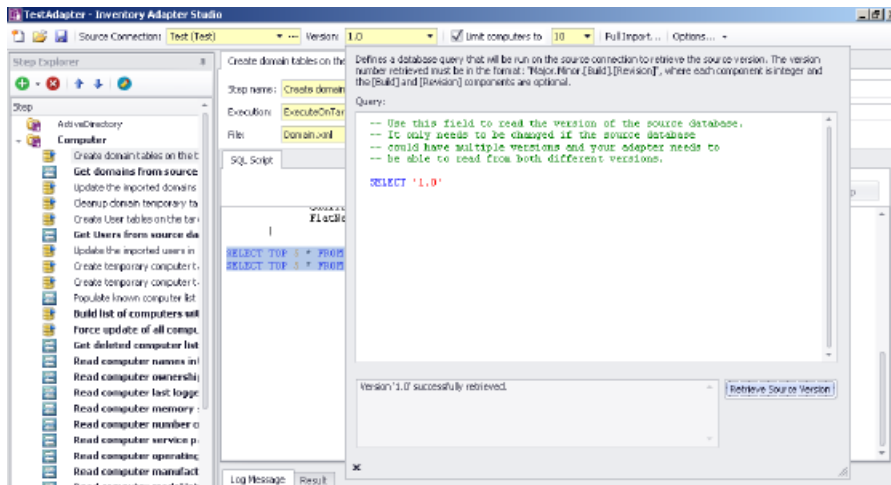 TestAdapter - Inventory Adapter Studio
Source Connection: Test (Test) Version: 1.0 Limit computers to 10 Full Import... Options...
Step Explorer
Step
ActiveDirectory
Computer
Create domain tables on the t
Get domains from source
Update the imported domains
Cleanup domain temporary ta
Create User tables on the tar
Get Users from source da
Update the imported users in
Create temporary computer t
Create temporary computer t
Populate known computer list
Build list of computers wit
Force update of all compu
Get deleted computer list
Read computer names in
Read computer ownershi
Read computer last logge
Read computer memory
Read computer number o
Read computer service p
Read computer operating
Read computer manufact
Create domain tables on the
Step name: Create domain
Execution: ExecuteOnTar
File: Domain.xml
SQL Script
FlatNa
)
SELECT TOP * FROM
SELECT TOP * FROM
Log Message Result
Defines a database query that will be run on the source connection to retrieve the source version. The version
number retrieved must be in the format: "Major.Minor.[Build].[Revision]", where each component is integer and
the [Build] and [Revision] components are optional.
Query:
-- Use this field to read the version of the source database.
-- It only needs to be changed if the source database
-- could have multiple versions and your adapter needs to
-- be able to read from both different versions.
SELECT '1.0'
Version '1.0' successfully retrieved.
Retrieve Source Version